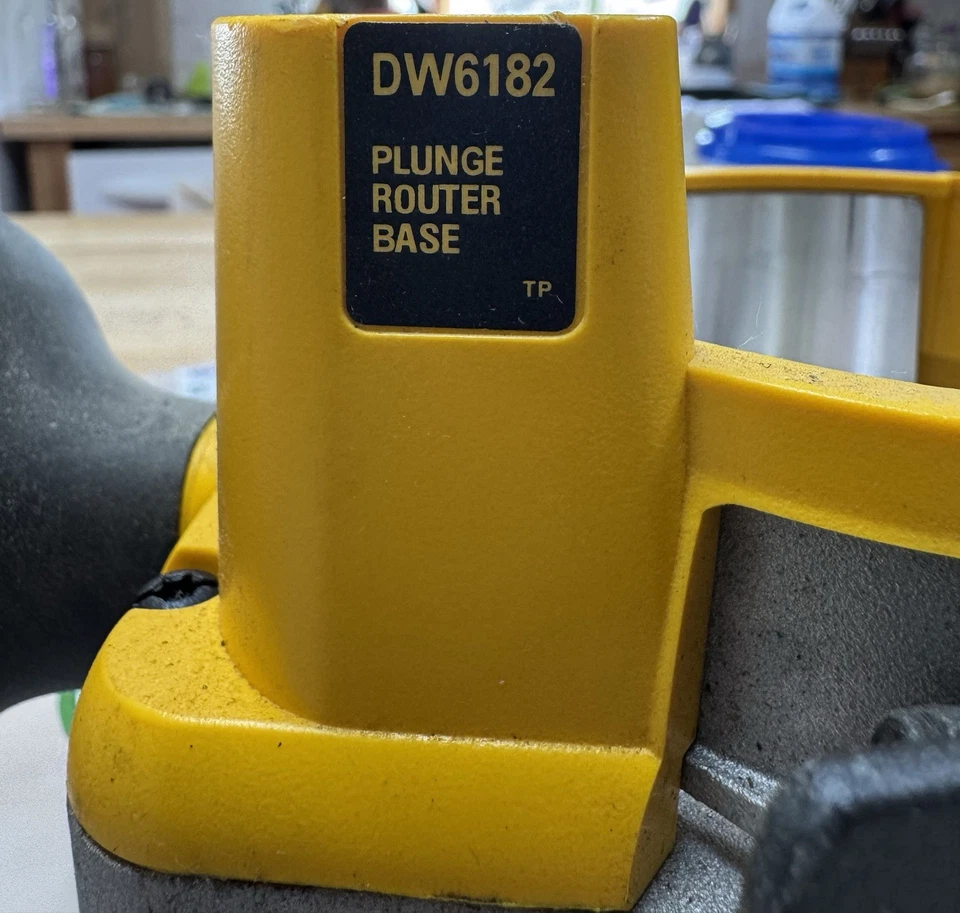 DW6182
PLUNGE
ROUTER
BASE
TP